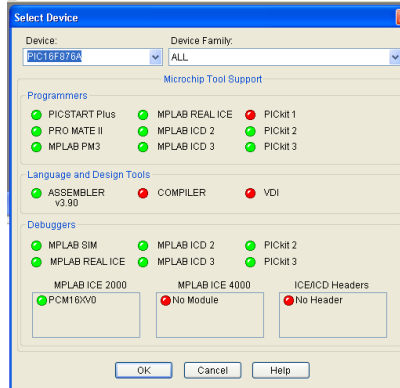 Select Device
Device: Device Family:
PIC16F876A ALL
Microchip Tool Support
Programmers
PICSTART Plus MPLAB REAL ICE PICkit 1
PRO MATE II MPLAB ICD 2 PICkit 2
MPLAB PM3 MPLAB ICD 3 PICkit 3
Language and Design Tools
ASSEMBLER COMPILER VDI
v3.90
Debuggers
MPLAB SIM MPLAB ICD 2 PICkit 2
MPLAB REAL ICE MPLAB ICD 3 PICkit 3
MPLAB ICE 2000 MPLAB ICE 4000 ICE/ICD Headers
PCM16XV0 No Module No Header
OK Cancel Help